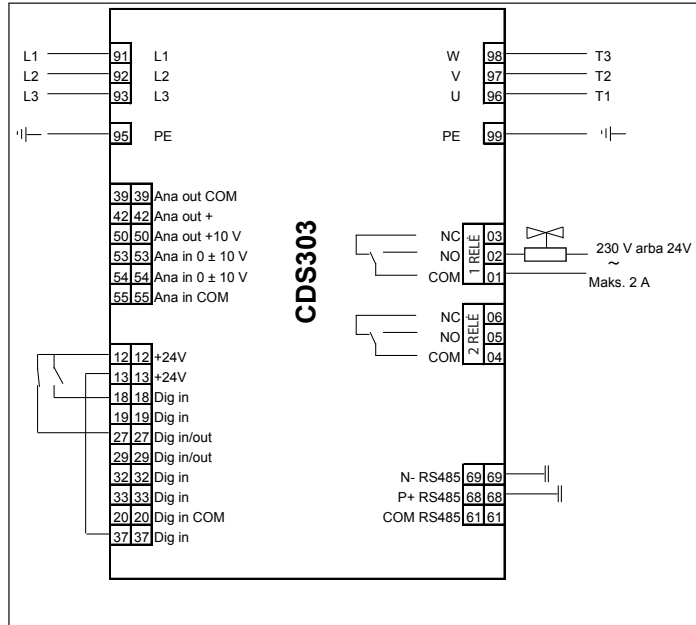 L1 91 L1
L2 92 L2
L3 93 L3
95 PE
39 39 Ana out COM
42 42 Ana out +
50 50 Ana out +10 V
53 53 Ana in 0 ± 10 V
54 54 Ana in 0 ± 10 V
55 55 Ana in COM
12 12 +24V
13 13 +24V
18 18 Dig in
19 19 Dig in
27 27 Dig in/out
29 29 Dig in/out
32 32 Dig in
33 33 Dig in
20 20 Dig in COM
37 37 Dig in
CDS303
W 98 T3
V 97 T2
U 96 T1
PE 99
1 RELĖ
NC 03
NO 02 230 V arba 24V
~
COM 01 Maks. 2 A
2 RELĖ
NC 06
NO 05
COM 04
N- RS485 69 69
P+ RS485 68 68
COM RS485 61 61